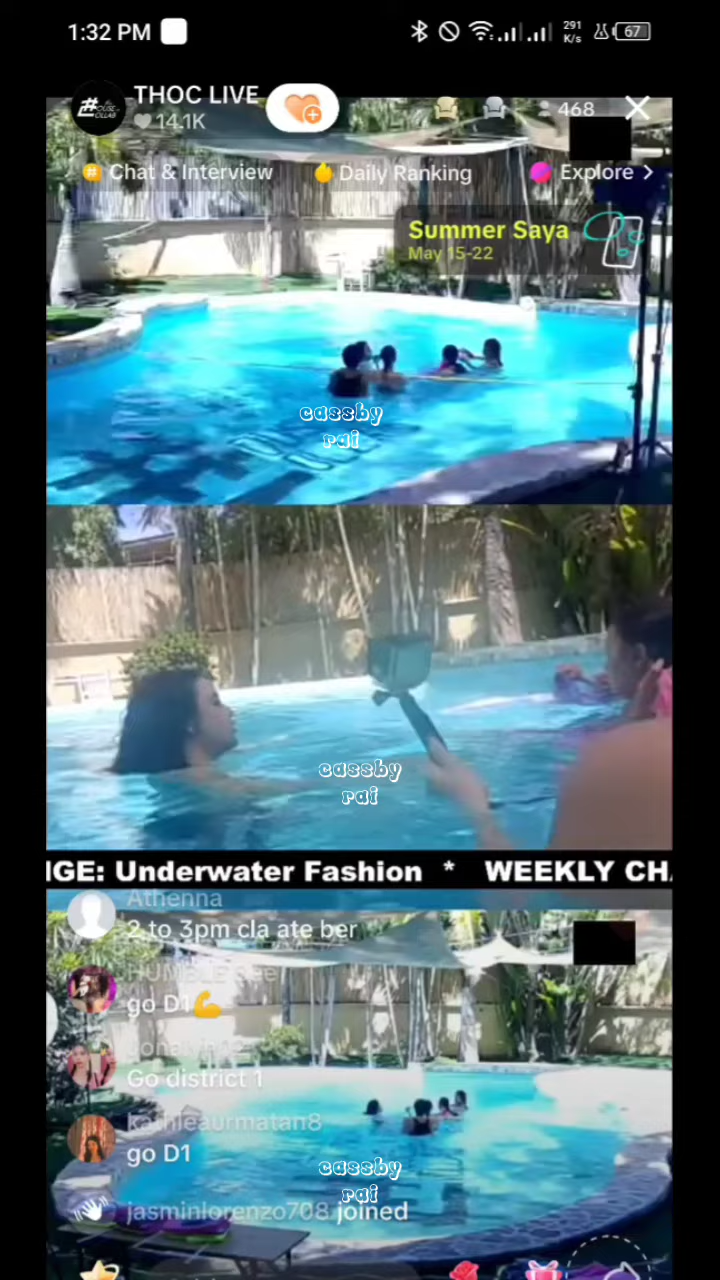 1:32 PM
291
K/s
67
THOC LIVE
14.1K
468
# Chat & Interview
Daily Ranking
Explore >
Summer Saya
May 15-22
cassby
rai
cassby
rai
NGE: Underwater Fashion * WEEKLY CHA
Athenna
2 to 3pm cla ate ber
go D1💪
Go district 1
kathleaurmatan8
go D1
cassby
rai
jasminlorenzo708 joined